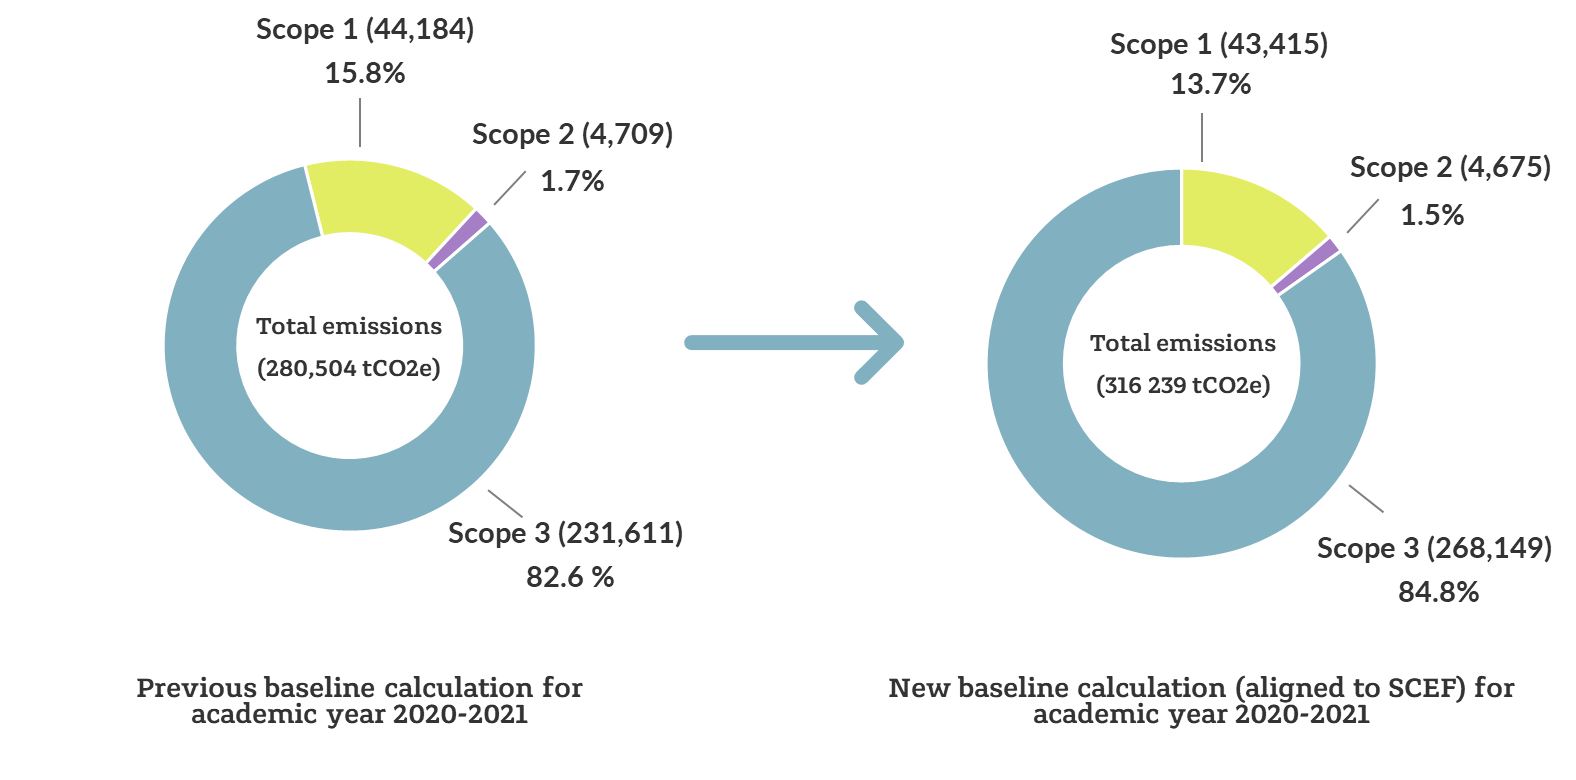 Scope 1 (44,184)
15.8%
Scope 2 (4,709)
1.7%
Total emissions
(280,504 tCO2e)
Scope 3 (231,611)
82.6 %
Previous baseline calculation for
academic year 2020-2021
Scope 1 (43,415)
13.7%
Scope 2 (4,675)
1.5%
Total emissions
(316 239 tCO2e)
Scope 3 (268,149)
84.8%
New baseline calculation (aligned to SCEF) for
academic year 2020-2021